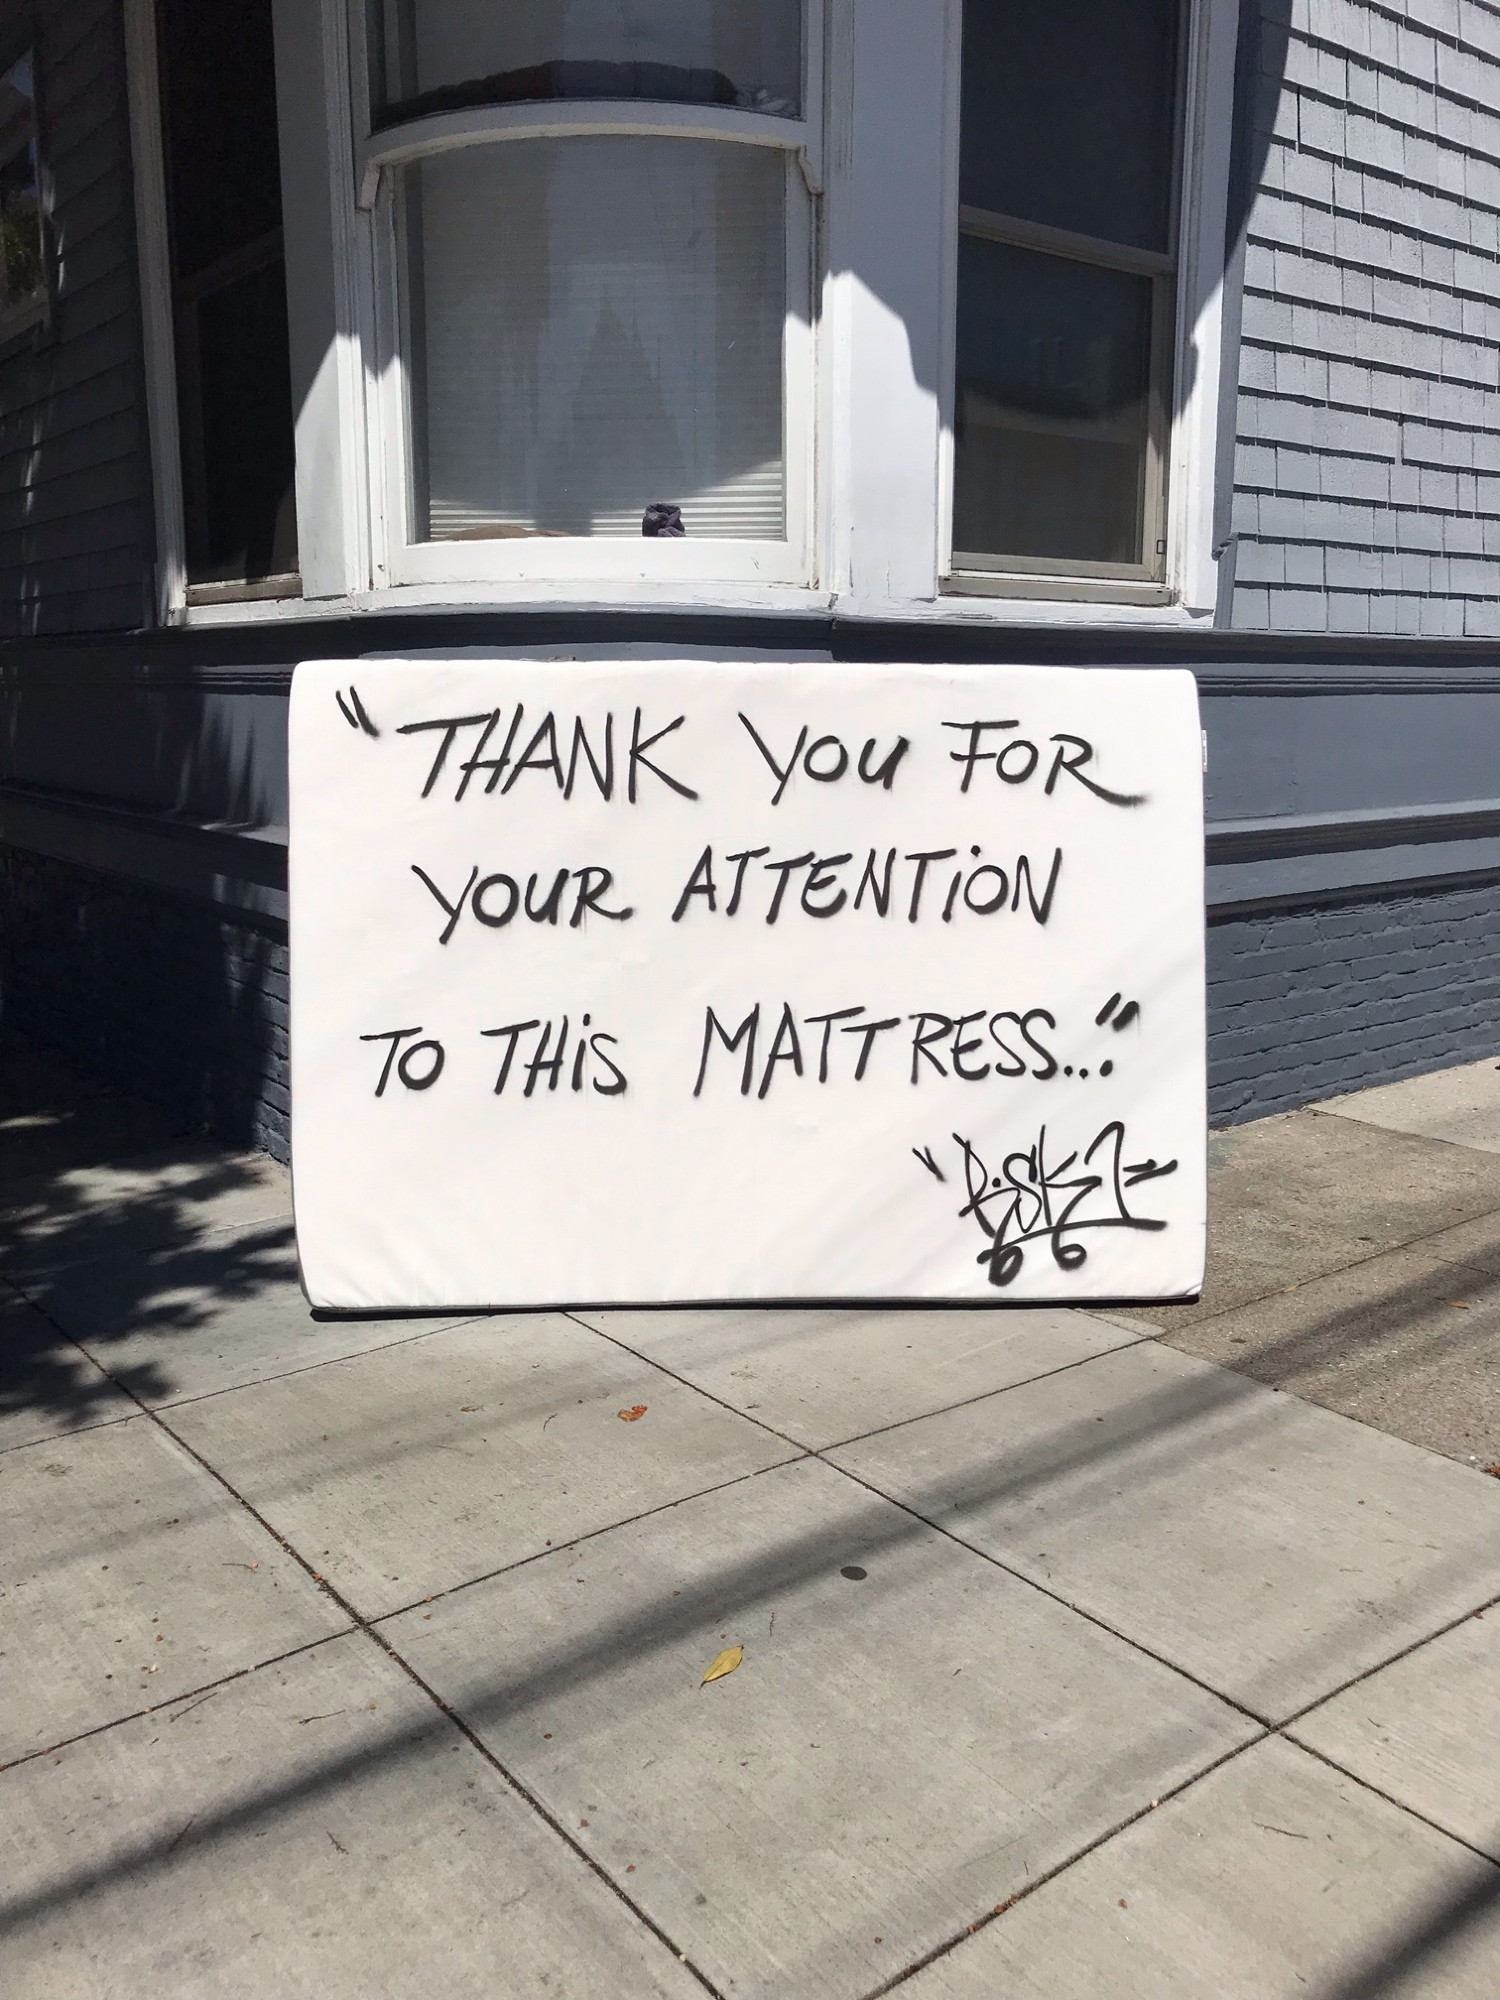 "THANK YOU FOR
YOUR ATTENTION
TO THIS MATTRESS..."